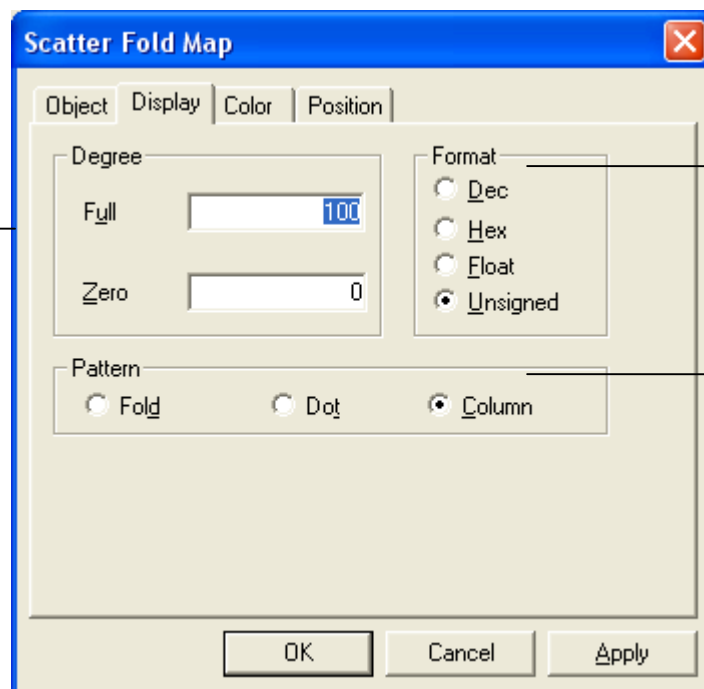 Scatter Fold Map
Object Display Color Position
Degree
Full 100
Zero 0
Format
Dec
Hex
Float
Unsigned
Pattern
Fold Dot Column
OK Cancel Apply